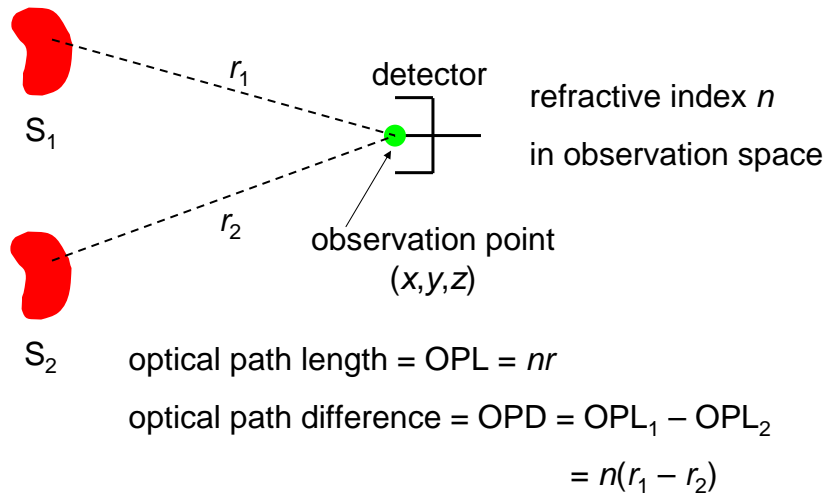 r₁
detector
refractive index n
S₁
in observation space
r₂
observation point
(x,y,z)
S₂
optical path length = OPL = nr
optical path difference = OPD = OPL₁ – OPL₂
= n(r₁ – r₂)